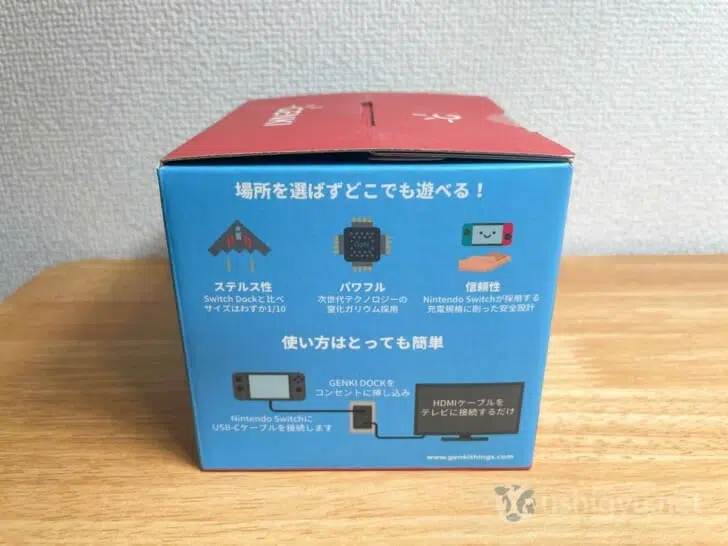 GENKI
場所を選ばずどこでも遊べる！
GaN
ステルス性
Switch Dockと比べ
サイズはわずか1/10
パワフル
次世代テクノロジーの
窒化ガリウム採用
信頼性
Nintendo Switchが採用する
充電規格に則った安全設計
使い方はとっても簡単
GENKI DOCKを
コンセントに挿し込み
HDMIケーブルを
テレビに接続するだけ
Nintendo Switchに
USB-Cケーブルを接続します
www.genkithings.com